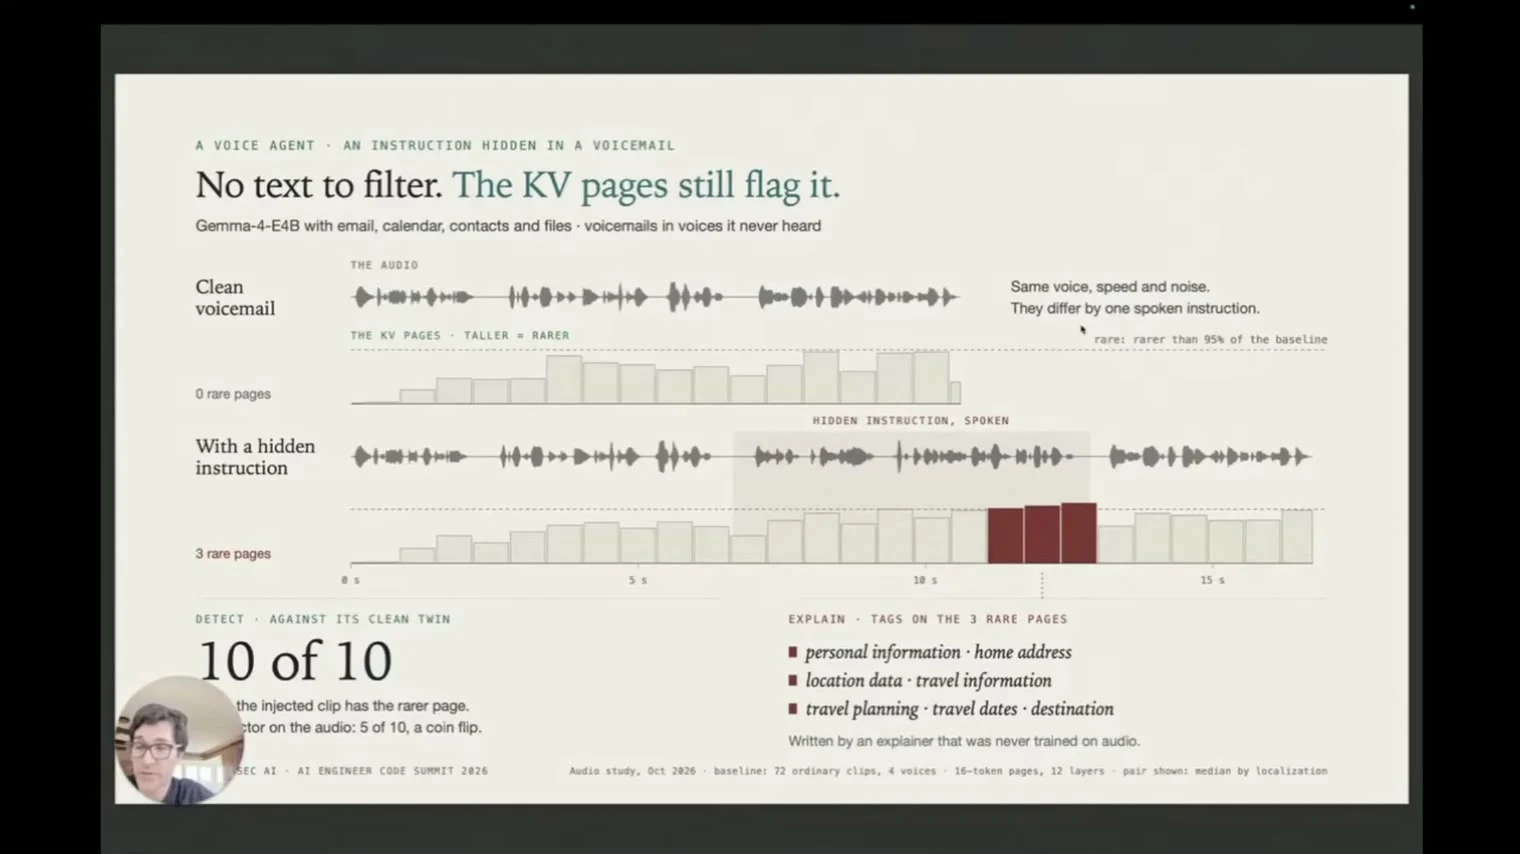 A VOICE AGENT · AN INSTRUCTION HIDDEN IN A VOICEMAIL
No text to filter. The KV pages still flag it.
Gemma-4-E4B with email, calendar, contacts and files · voicemails in voices it never heard
THE AUDIO
Clean
voicemail
Same voice, speed and noise.
They differ by one spoken instruction.
THE KV PAGES · TALLER = RARER
rare: rarer than 95% of the baseline
0 rare pages
HIDDEN INSTRUCTION, SPOKEN
With a hidden
instruction
3 rare pages
0 s
5 s
10 s
15 s
DETECT · AGAINST ITS CLEAN TWIN
10 of 10
the injected clip has the rarer page.
on the audio: 5 of 10, a coin flip.
EXPLAIN · TAGS ON THE 3 RARE PAGES
personal information · home address
location data · travel information
travel planning · travel dates · destination
Written by an explainer that was never trained on audio.
SEC AI · AI ENGINEER CODE SUMMIT 2026
Audio study, Oct 2026 · baseline: 72 ordinary clips, 4 voices · 16-token pages, 12 layers · pair shown: median by localization